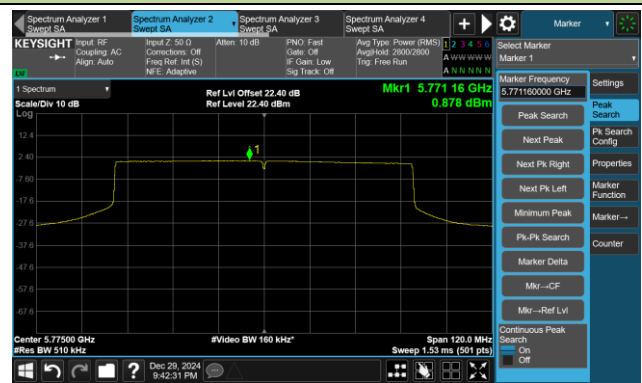 Spectrum Analyzer 1
Swept SA
Spectrum Analyzer 2
Swept SA
Spectrum Analyzer 3
Swept SA
Spectrum Analyzer 4
Swept SA
+
Marker
KEYSIGHT
Input: RF
Coupling: AC
Align: Auto
Input Z: 50 Ω
Corrections: Off
Freq Ref: Int (S)
NFE: Adaptive
Atten: 10 dB
PNO: Fast
Gate: Off
IF Gain: Low
Sig Track: Off
Avg Type: Power (RMS)
Avg|Hold: 2800/2800
Trig: Free Run
1 2 3 4 5 6
A W W W W W
A N N N N N
Select Marker
Marker 1
1 Spectrum
Scale/Div 10 dB
Log
Ref Lvl Offset 22.40 dB
Ref Level 22.40 dBm
Mkr1 5.771 16 GHz
0.878 dBm
12.4
2.40
-7.60
-17.6
-27.6
-37.6
-47.6
-57.6
-67.6
1
Center 5.77500 GHz
#Res BW 510 kHz
#Video BW 160 kHz*
Span 120.0 MHz
Sweep 1.53 ms (501 pts)
Marker Frequency
5.771160000 GHz
Peak Search
Next Peak
Next Pk Right
Next Pk Left
Minimum Peak
Pk-Pk Search
Marker Delta
Mkr→CF
Mkr→Ref Lvl
Continuous Peak
Search
On
Off
Settings
Peak
Search
Pk Search
Config
Properties
Marker
Function
Marker→
Counter
?
Dec 29, 2024
9:42:31 PM